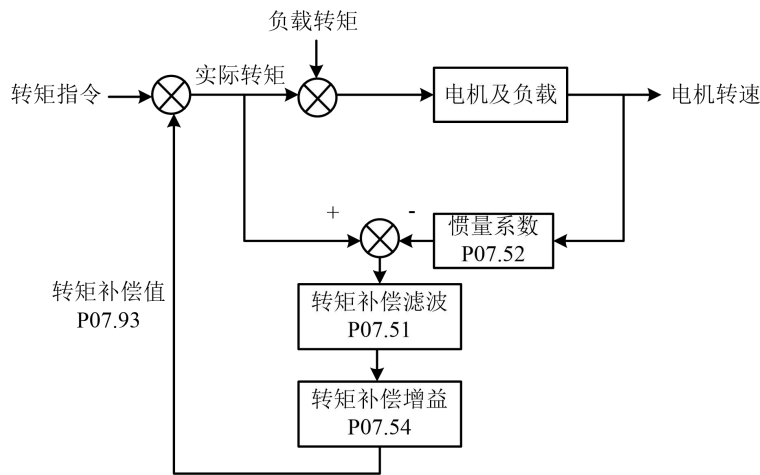 负载转矩
转矩指令
实际转矩
电机及负载
电机转速
+
-
惯量系数
P07.52
转矩补偿值
P07.93
转矩补偿滤波
P07.51
转矩补偿增益
P07.54